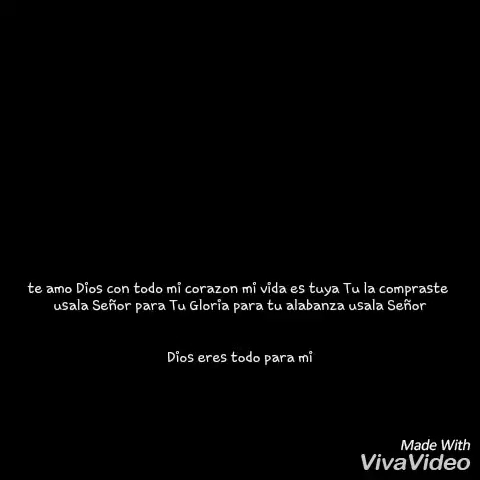 te amo Dios con todo mi corazon mi vida es tuya Tu la compraste
usala Señor para Tu Gloria para tu alabanza usala Señor
Dios eres todo para mi
Made With
VivaVideo